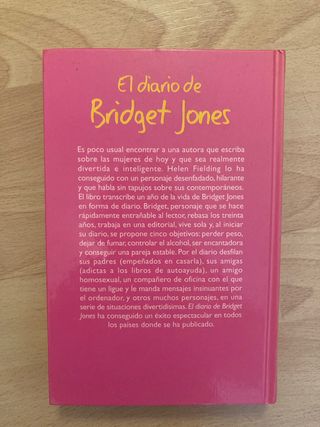 El diario de
Bridget Jones
Es poco usual encontrar a una autora que escriba
sobre las mujeres de hoy y que sea realmente
divertida e inteligente. Helen Fielding lo ha
conseguido con un personaje desenfadado, hilarante
y que habla sin tapujos sobre sus contemporáneos.
El libro transcribe un año de la vida de Bridget Jones
en forma de diario. Bridget, personaje que se hace
rápidamente entrañable al lector, rebasa los treinta
años, trabaja en una editorial, vive sola y, al iniciar
su diario, se propone cinco objetivos: perder peso,
dejar de fumar, controlar el alcohol, ser encantadora
y conseguir una pareja estable. Por el diario desfilan
sus padres (empeñados en casarla), sus amigas
(adictas a los libros de autoayuda), un amigo
homosexual, un compañero de oficina con el que
tiene un ligue y le manda mensajes insinuantes por
el ordenador, y otros muchos personajes, en una
serie de situaciones divertidísimas. El diario de Bridget
Jones ha conseguido un éxito espectacular en todos
los países donde se ha publicado.